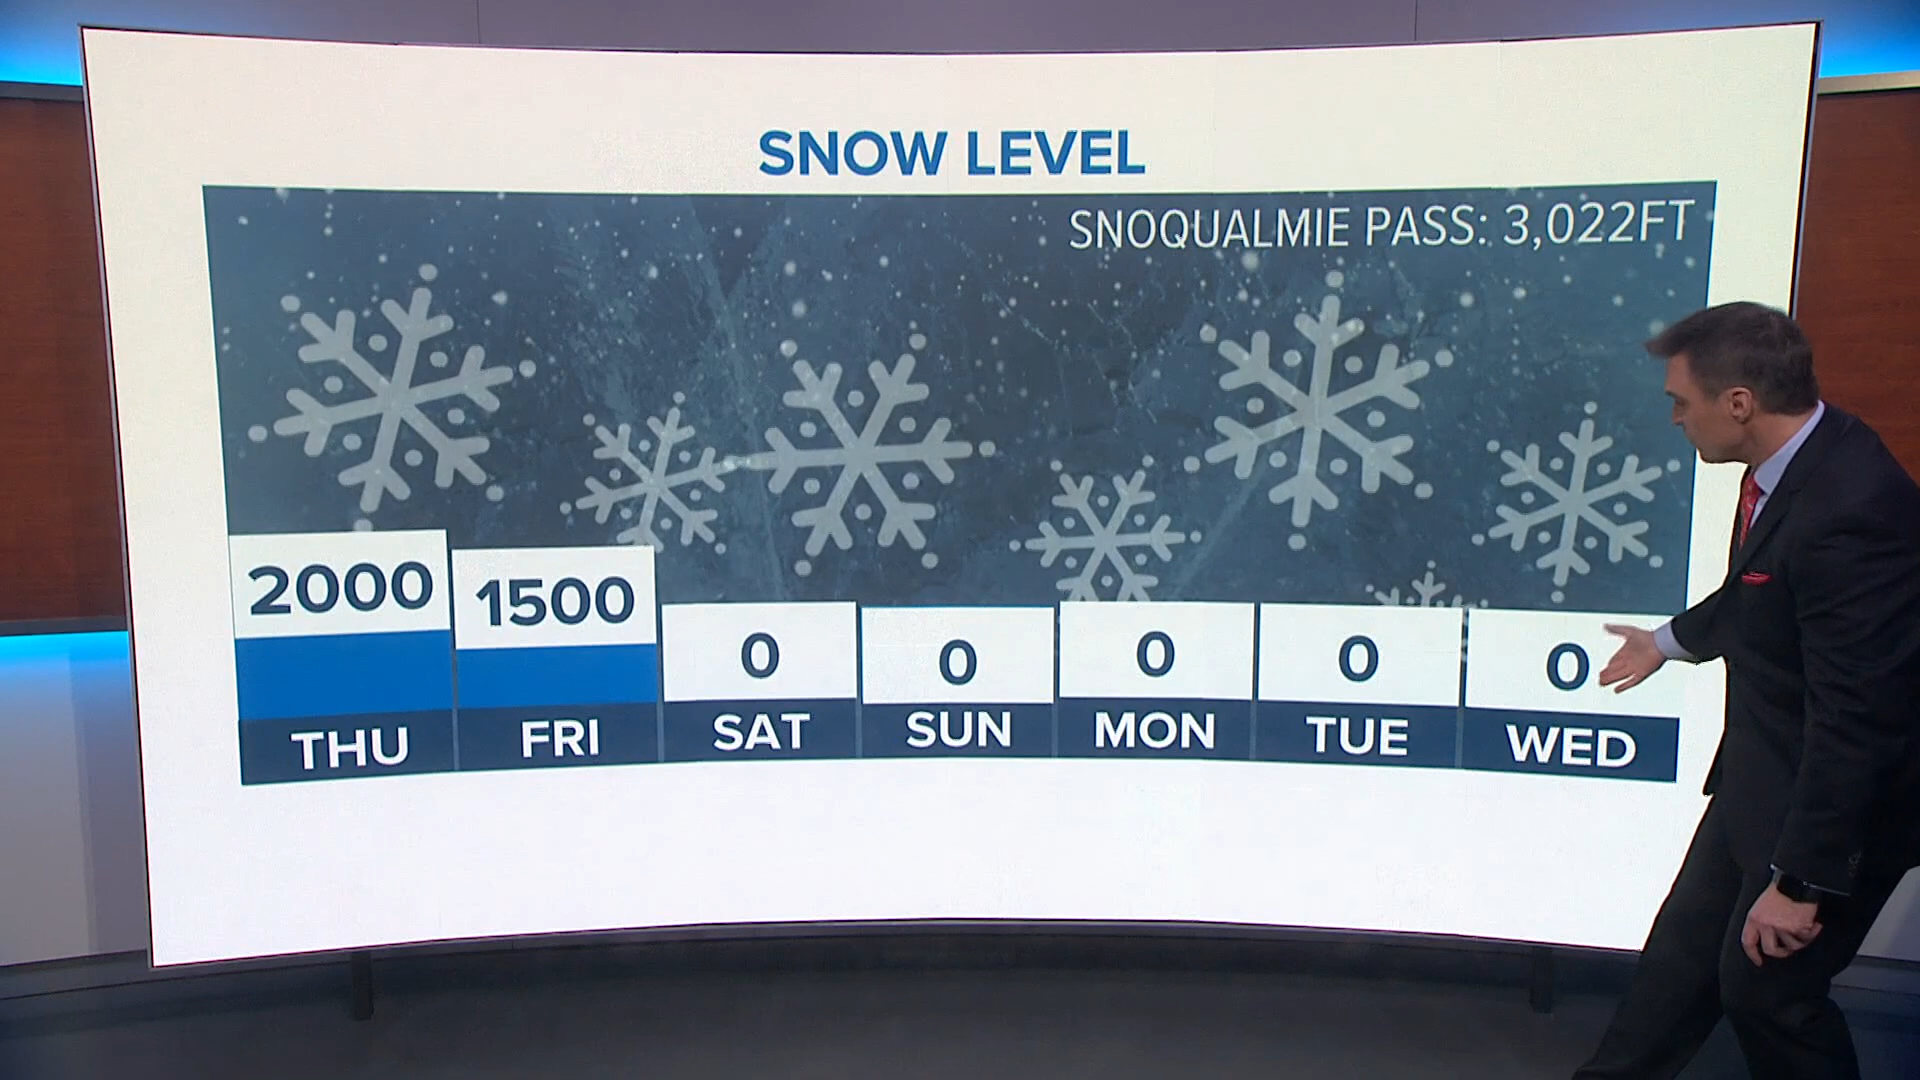 SNOW LEVEL
SNOQUALMIE PASS: 3,022FT
2000 1500 0 0 0 0 0
THU FRI SAT SUN MON TUE WED